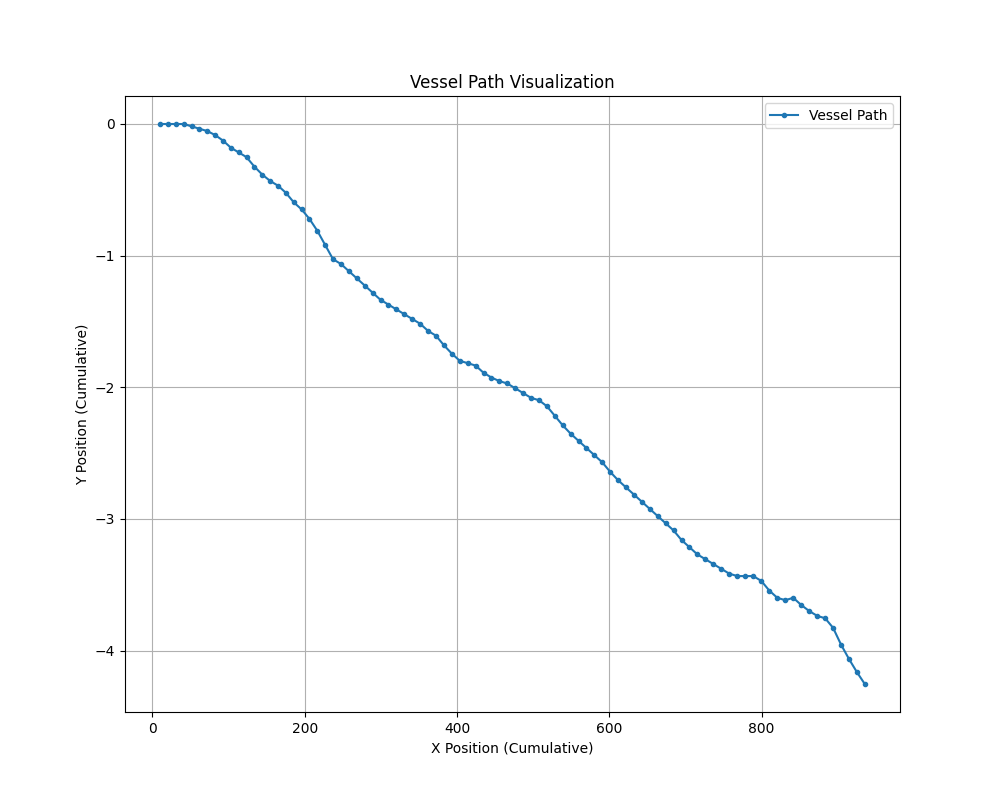 Vessel Path Visualization
Vessel Path
0
−1
−2
−3
−4
Y Position (Cumulative)
0 200 400 600 800
X Position (Cumulative)